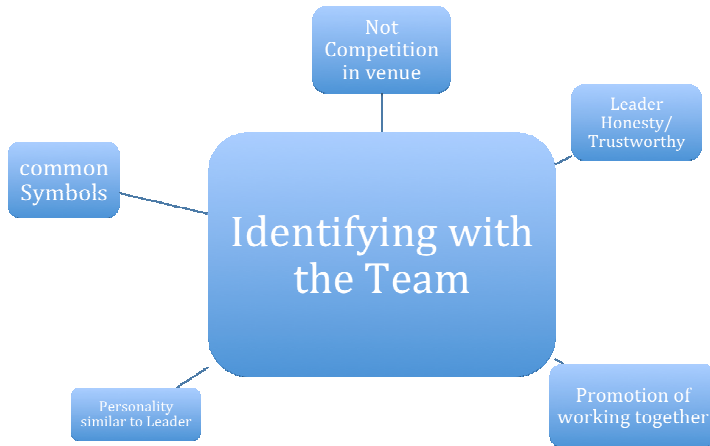 Not
Competition
in venue
Leader
Honesty/
Trustworthy
common
Symbols
Identifying with
the Team
Personality
similar to Leader
Promotion of
working together